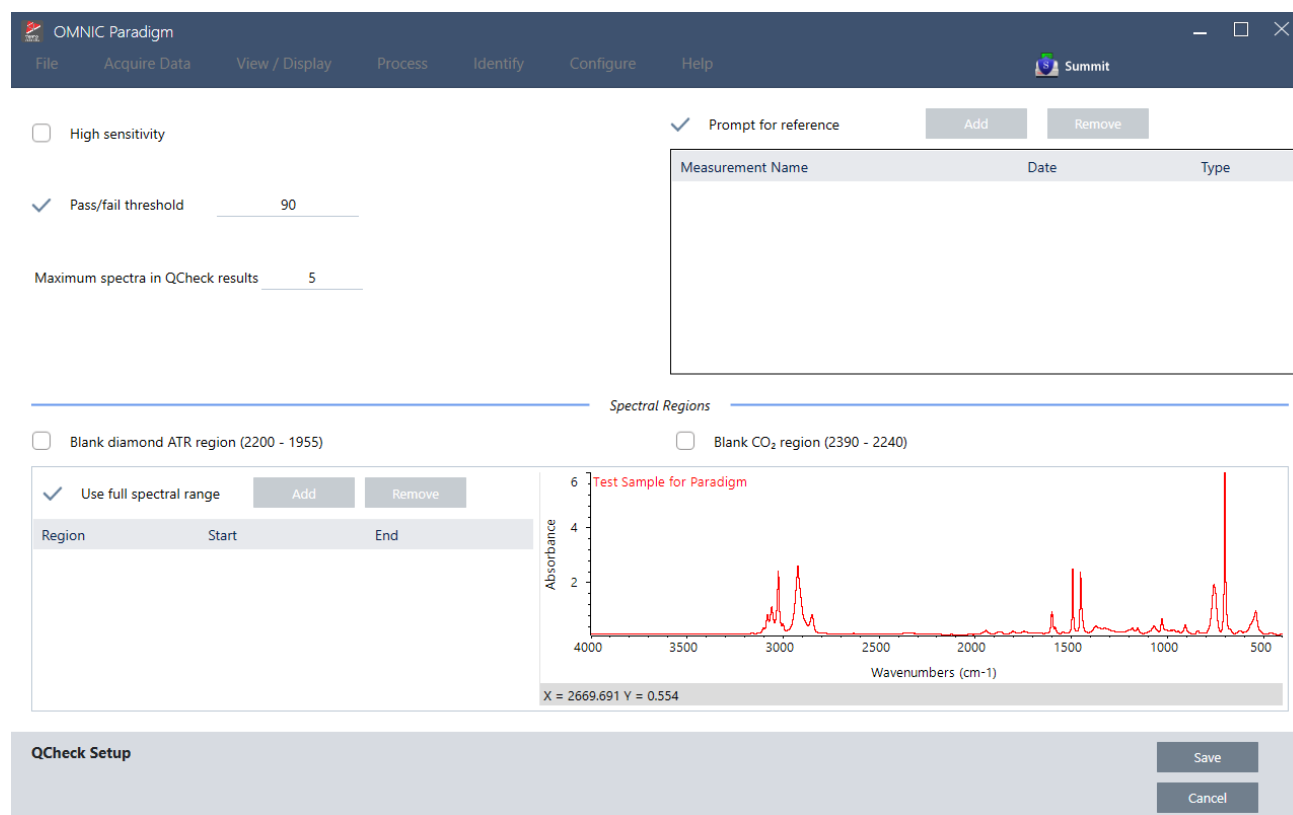 OMNIC Paradigm
File Acquire Data View / Display Process Identify Configure Help Summit
High sensitivity
Prompt for reference Add Remove
Measurement Name Date Type
Pass/fail threshold 90
Maximum spectra in QCheck results 5
Spectral Regions
Blank diamond ATR region (2200 - 1955)
Blank CO₂ region (2390 - 2240)
Use full spectral range Add Remove
Region Start End
Test Sample for Paradigm
Absorbance
6
4
2
4000 3500 3000 2500 2000 1500 1000 500
Wavenumbers (cm-1)
X = 2669.691 Y = 0.554
QCheck Setup
Save
Cancel